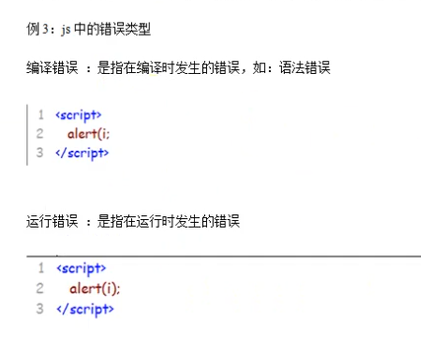 例 3：js 中的错误类型
编译错误 ：是指在编译时发生的错误，如：语法错误
1 <script>
2 alert(i;
3 </script>
运行错误 ：是指在运行时发生的错误
1 <script>
2 alert(i);
3 </script>